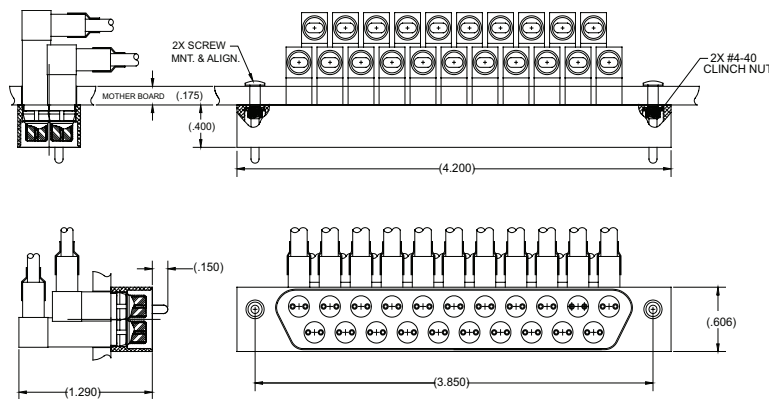 2X SCREW
MNT. & ALIGN.
2X #4-40
CLINCH NUT
MOTHER BOARD
(.175)
(.400)
(4.200)
(.150)
(.606)
(1.290)
(3.850)